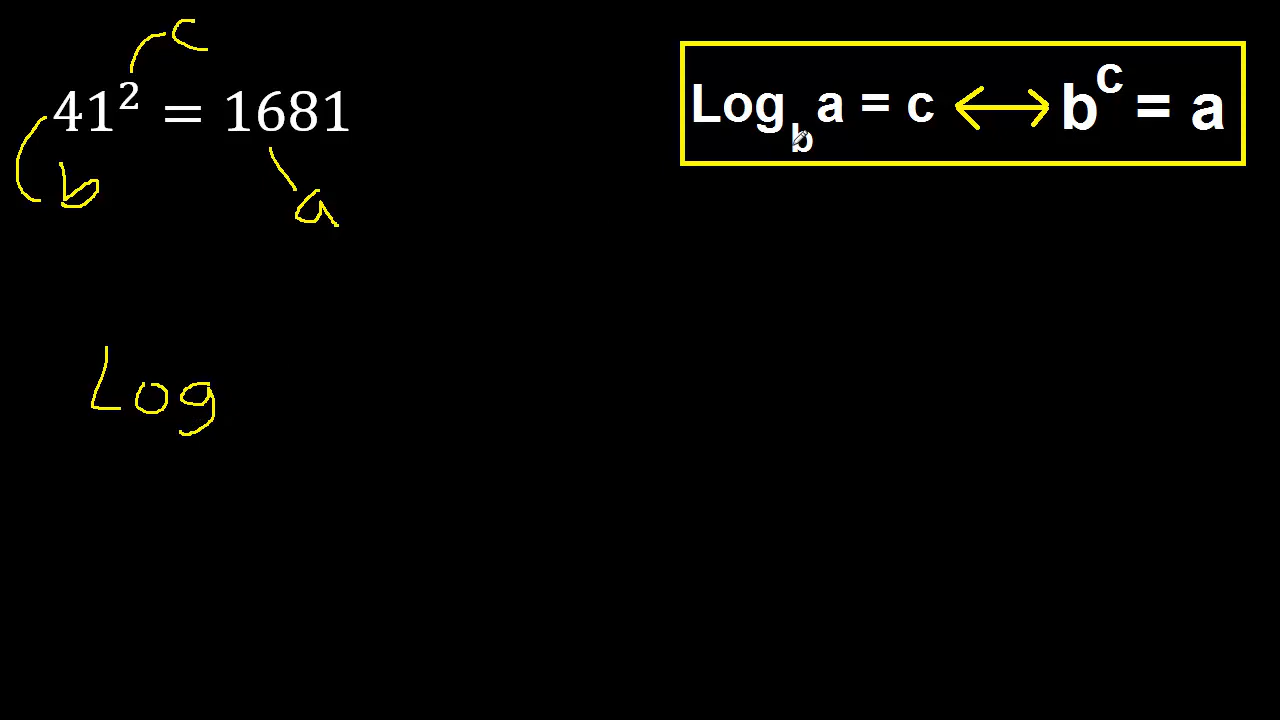 c
41² = 1681
b
a
Log_b a = c ⟷ b^c = a
Log